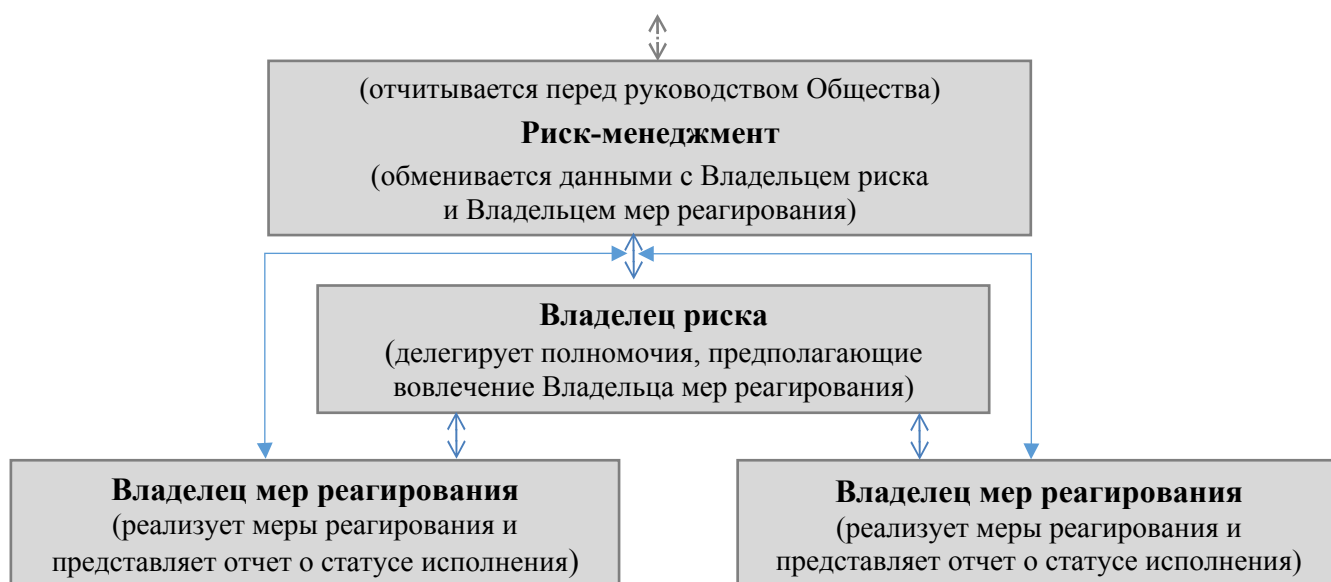 (отчитывается перед руководством Общества)
Риск-менеджмент
(обменивается данными с Владельцем риска
и Владельцем мер реагирования)
Владелец риска
(делегирует полномочия, предполагающие
вовлечение Владельца мер реагирования)
Владелец мер реагирования
(реализует меры реагирования и
представляет отчет о статусе исполнения)
Владелец мер реагирования
(реализует меры реагирования и
представляет отчет о статусе исполнения)